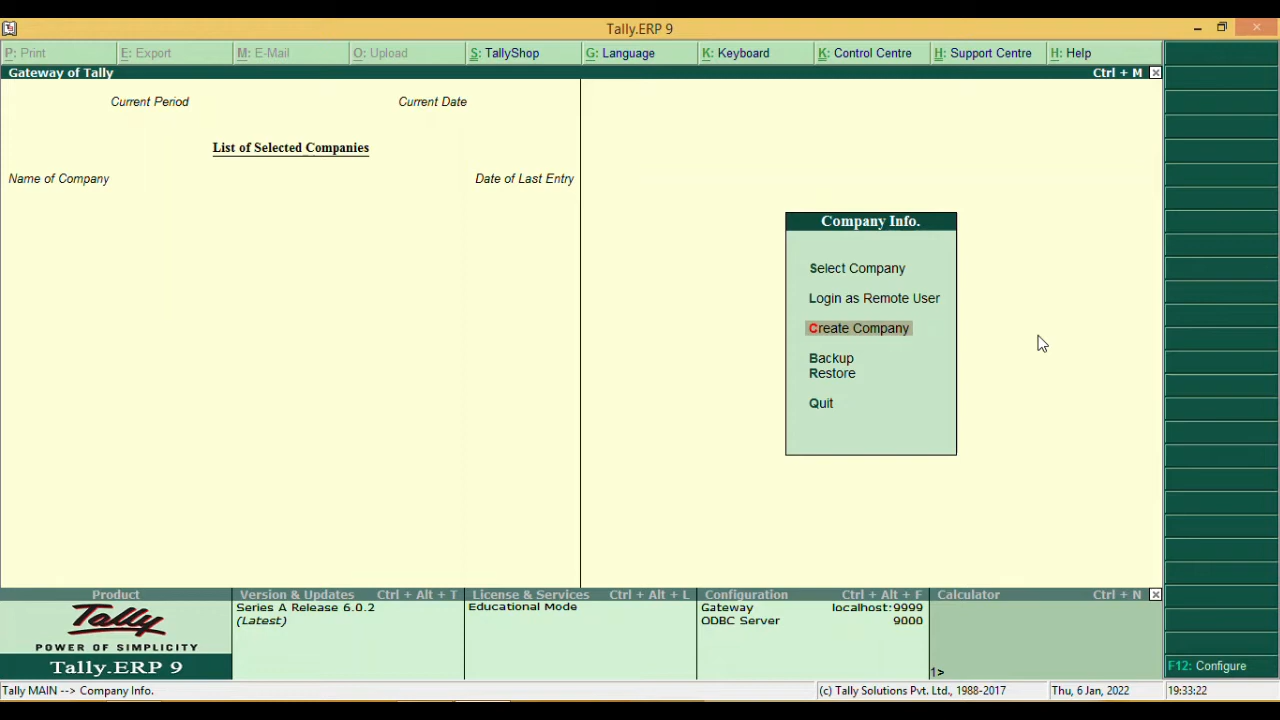 Tally.ERP 9
P: Print E: Export M: E-Mail O: Upload S: TallyShop G: Language K: Keyboard K: Control Centre H: Support Centre H: Help
Gateway of Tally Ctrl + M
Current Period Current Date
List of Selected Companies
Name of Company Date of Last Entry
Company Info.
Select Company
Login as Remote User
Create Company
Backup
Restore
Quit
Product Version & Updates Ctrl + Alt + T License & Services Ctrl + Alt + L Configuration Ctrl + Alt + F Calculator Ctrl + N
Tally
POWER OF SIMPLICITY
Tally.ERP 9
Series A Release 6.0.2
(Latest)
Educational Mode
Gateway localhost:9999
ODBC Server 9000
1>
F12: Configure
Tally MAIN --> Company Info. (c) Tally Solutions Pvt. Ltd., 1988-2017 Thu, 6 Jan, 2022 19:33:22